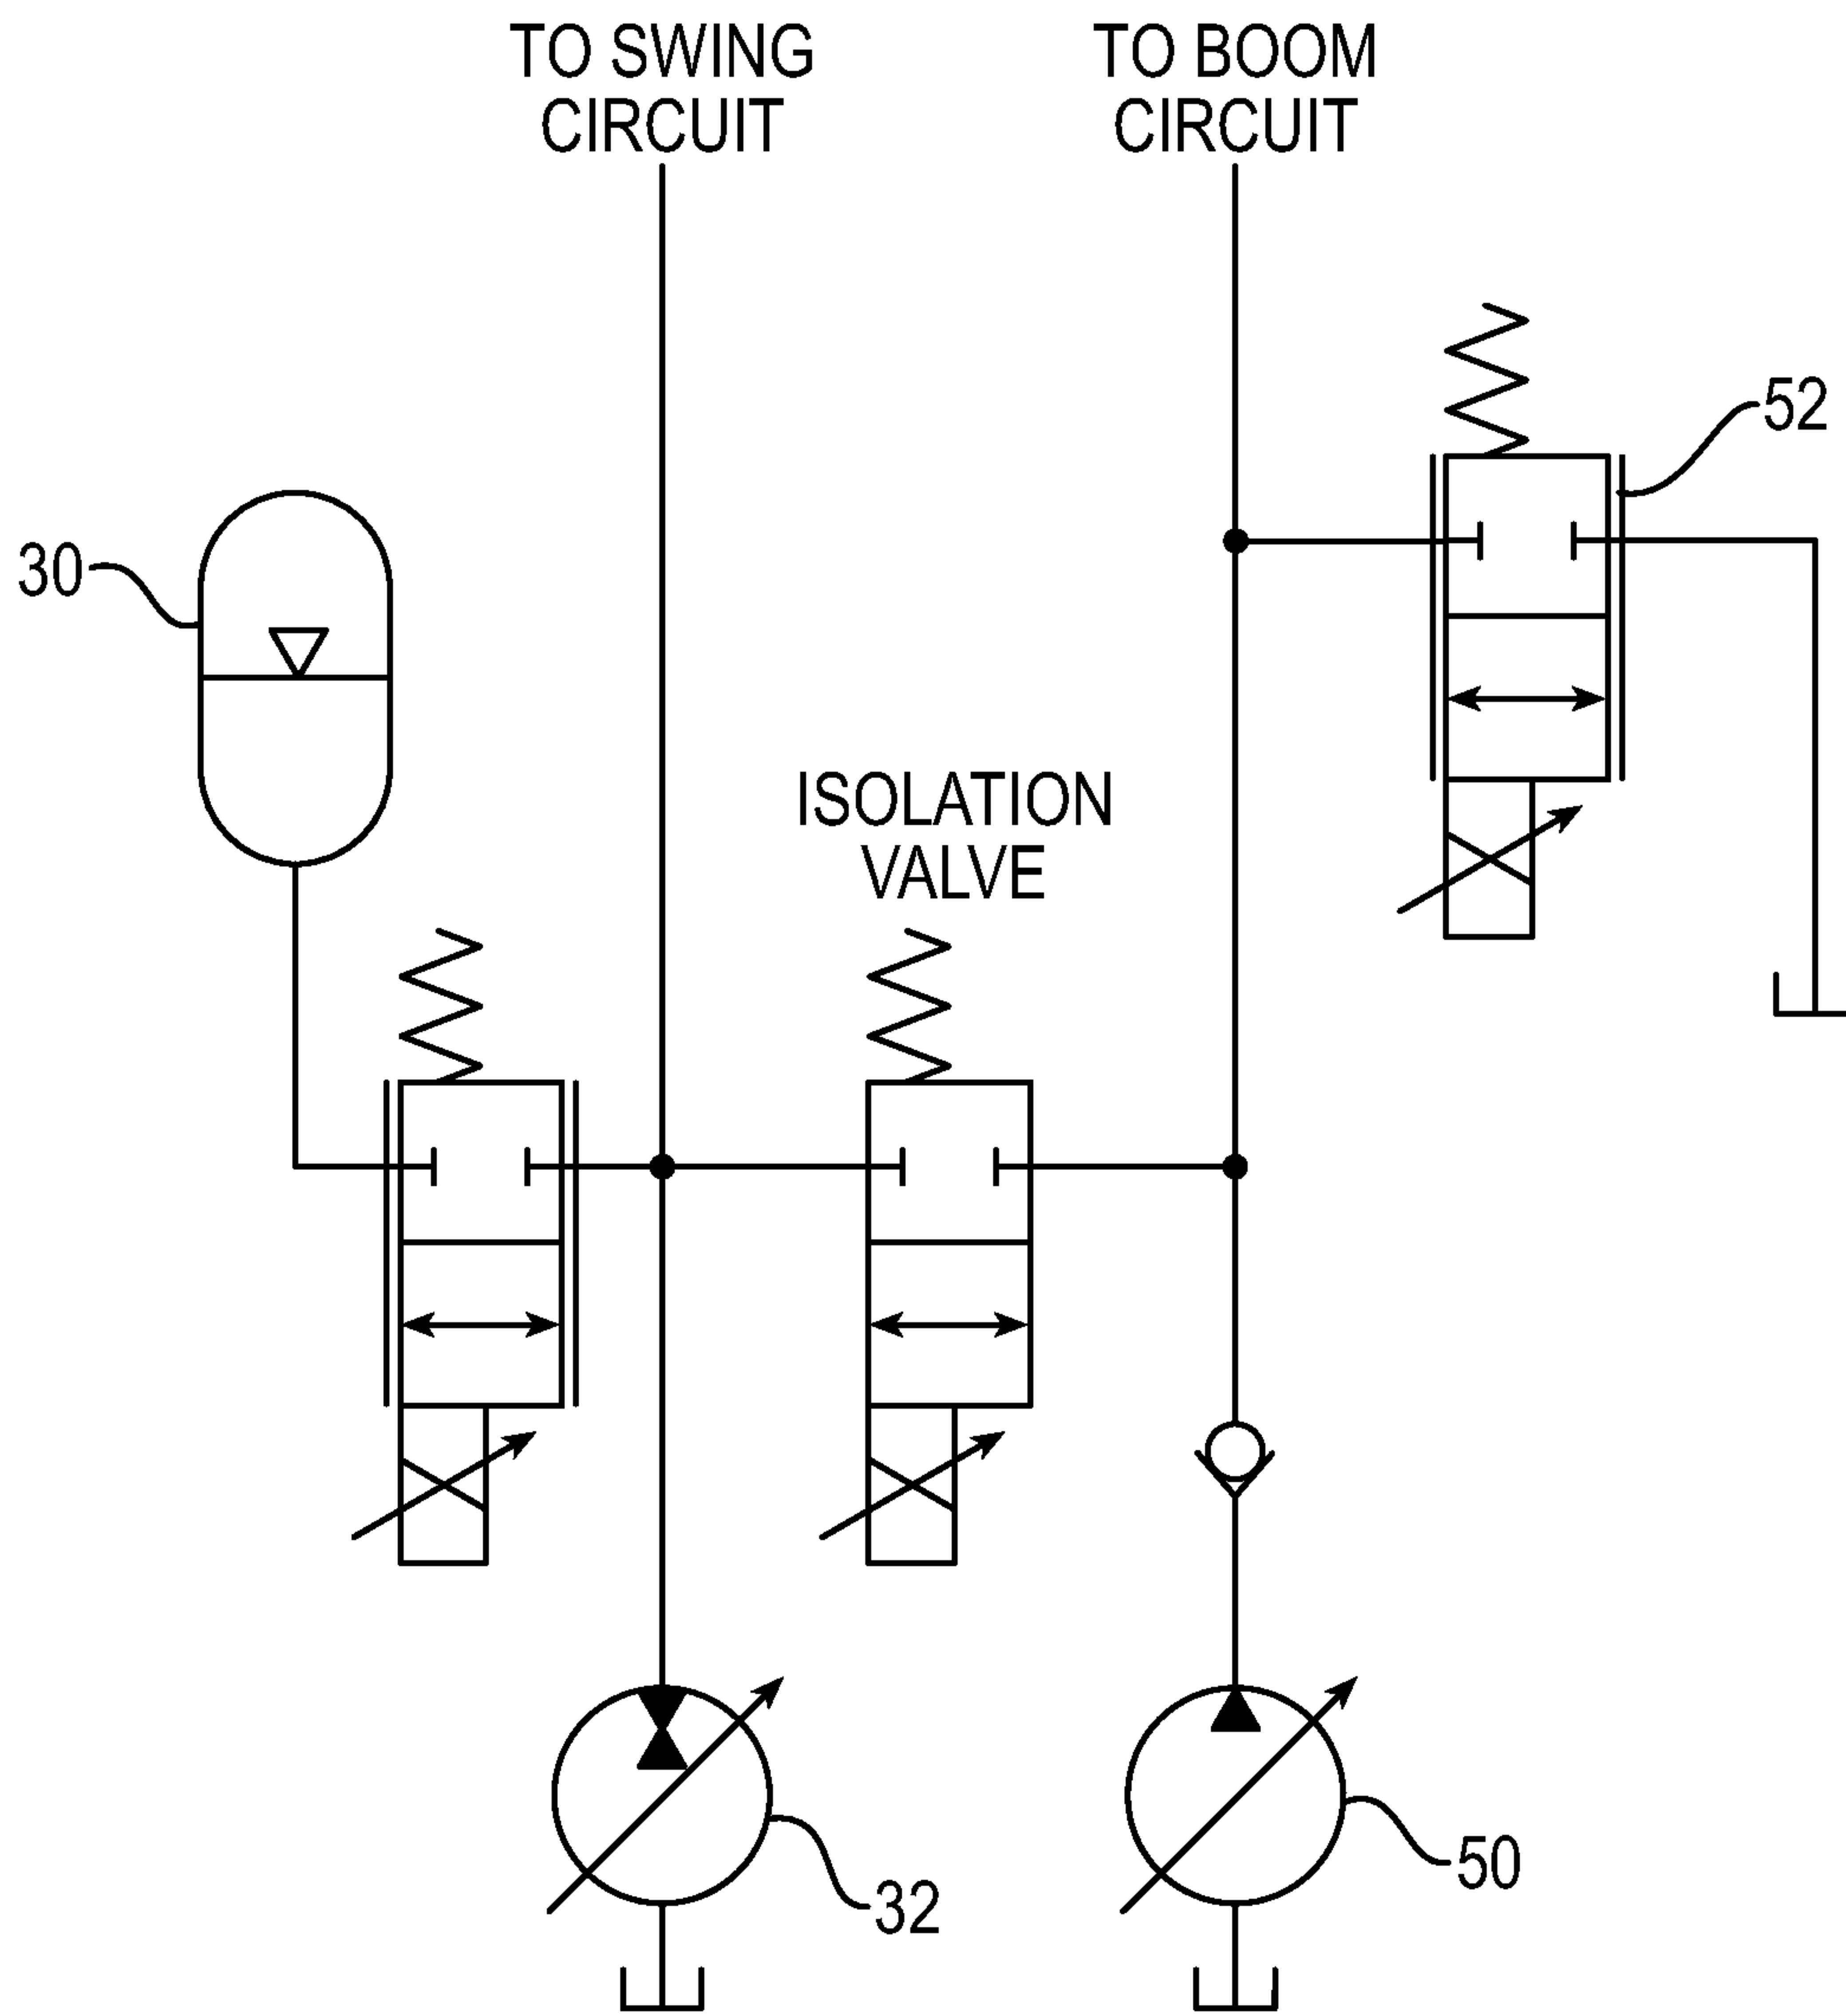 TO SWING
CIRCUIT
TO BOOM
CIRCUIT
52
30
ISOLATION
VALVE
50
32